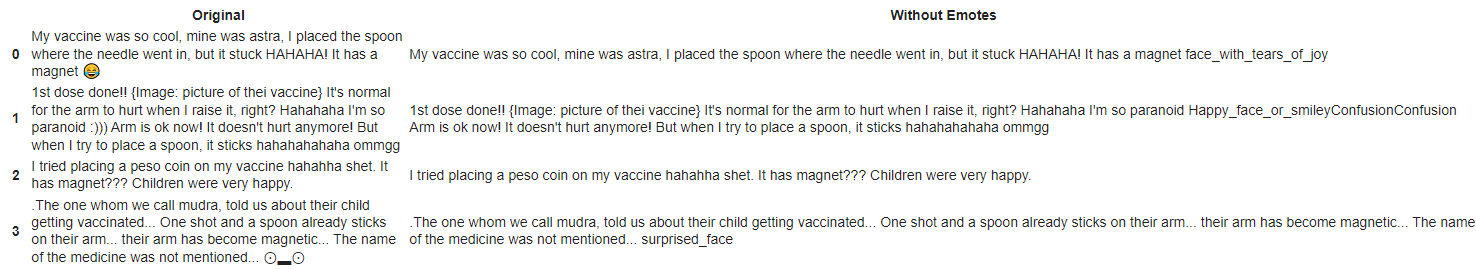 Original Without Emotes
My vaccine was so cool, mine was astra, I placed the spoon
0 where the needle went in, but it stuck HAHAHA! It has a My vaccine was so cool, mine was astra, I placed the spoon where the needle went in, but it stuck HAHAHA! It has a magnet face_with_tears_of_joy
magnet 😂
1st dose done!! {Image: picture of thei vaccine} It's normal
for the arm to hurt when I raise it, right? Hahahaha I'm so 1st dose done!! {Image: picture of thei vaccine} It's normal for the arm to hurt when I raise it, right? Hahahaha I'm so paranoid Happy_face_or_smileyConfusionConfusion
1 paranoid :))) Arm is ok now! It doesn't hurt anymore! But Arm is ok now! It doesn't hurt anymore! But when I try to place a spoon, it sticks hahahahahaha ommgg
when I try to place a spoon, it sticks hahahahahaha ommgg
2 I tried placing a peso coin on my vaccine hahahha shet. It I tried placing a peso coin on my vaccine hahahha shet. It has magnet??? Children were very happy.
has magnet??? Children were very happy.
.The one whom we call mudra, told us about their child
getting vaccinated... One shot and a spoon already sticks .The one whom we call mudra, told us about their child getting vaccinated... One shot and a spoon already sticks on their arm... their arm has become magnetic... The name
3 on their arm... their arm has become magnetic... The name of the medicine was not mentioned... surprised_face
of the medicine was not mentioned... ⊙▂⊙